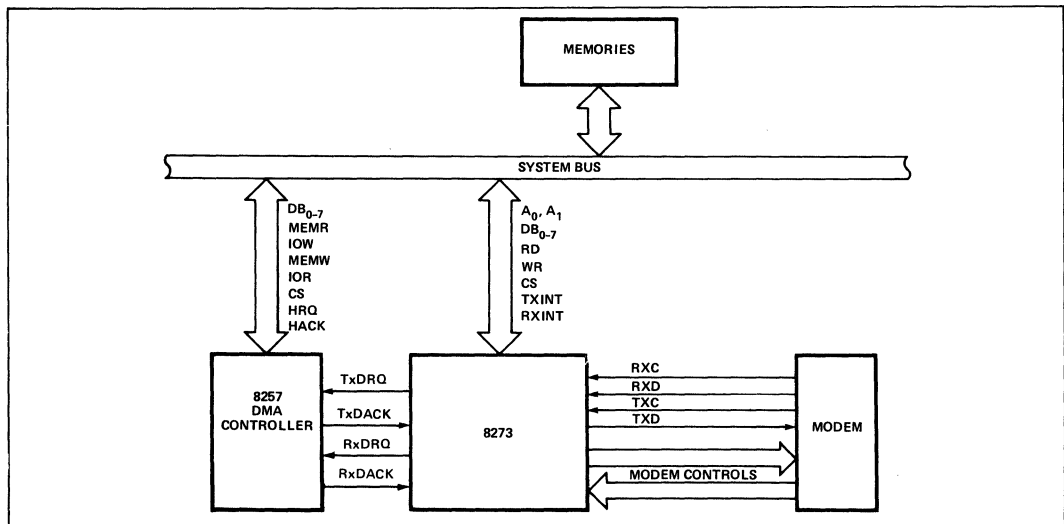 MEMORIES
SYSTEM BUS
DB0–7
MEMR
IOW
MEMW
IOR
CS
HRQ
HACK
A0, A1
DB0–7
RD
WR
CS
TXINT
RXINT
8257
DMA
CONTROLLER
TxDRQ
TxDACK
RxDRQ
RxDACK
8273
RXC
RXD
TXC
TXD
MODEM CONTROLS
MODEM